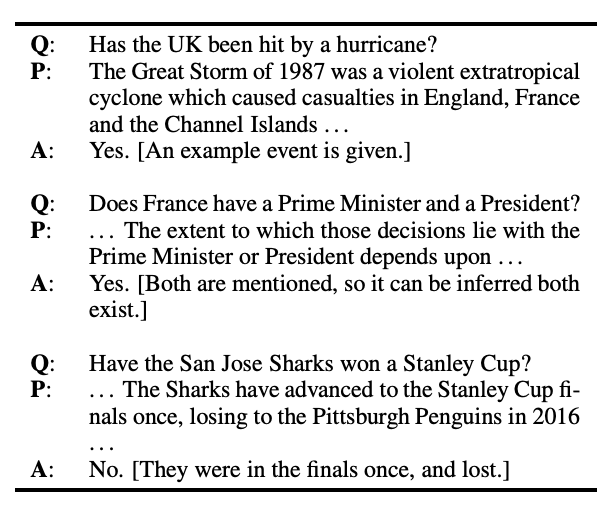 Q: Has the UK been hit by a hurricane?
P: The Great Storm of 1987 was a violent extratropical
cyclone which caused casualties in England, France
and the Channel Islands ...
A: Yes. [An example event is given.]
Q: Does France have a Prime Minister and a President?
P: ... The extent to which those decisions lie with the
Prime Minister or President depends upon ...
A: Yes. [Both are mentioned, so it can be inferred both
exist.]
Q: Have the San Jose Sharks won a Stanley Cup?
P: ... The Sharks have advanced to the Stanley Cup fi-
nals once, losing to the Pittsburgh Penguins in 2016
...
A: No. [They were in the finals once, and lost.]